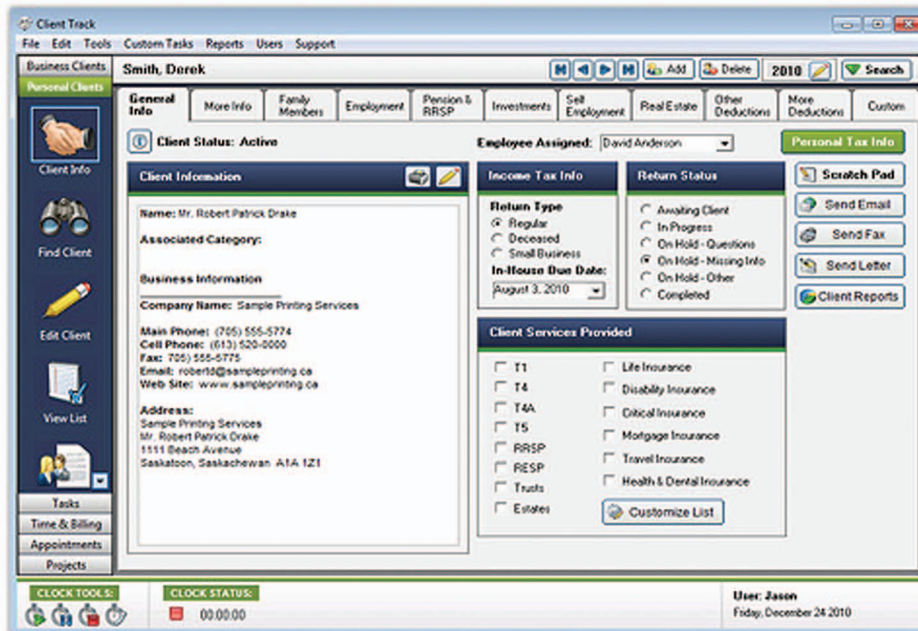 Client Track
File Edit Tools Custom Tasks Reports Users Support
Business Clients
Personal Clients
Client Info
Find Client
Edit Client
View List
Tasks
Time & Billing
Appointments
Projects
Smith, Derek
Add
Delete
2010
Search
General Info
More Info
Family Members
Employment
Pension & RRSP
Investments
Self Employment
Real Estate
Other Deductions
More Deductions
Custom
Client Status: Active
Employee Assigned: David Anderson
Personal Tax Info
Client Information
Name: Mr. Robert Patrick Drake
Associated Category:
Business Information
Company Name: Sample Printing Services
Main Phone: (705) 555-5774
Cell Phone: (613) 520-0000
Fax: 705) 555-5775
Email: robertd@sampleprinting.ca
Web Site: www.sampleprinting.ca
Address:
Sample Printing Services
Mr. Robert Patrick Drake
1111 Beach Avenue
Saskatoon, Saskachewan A1A 1Z1
Income Tax Info
Return Type
Regular
Deceased
Small Business
In-House Due Date:
August 3, 2010
Return Status
Awaiting Client
In Progress
On Hold - Questions
On Hold - Missing Info
On Hold - Other
Completed
Scratch Pad
Send Email
Send Fax
Send Letter
Client Reports
Client Services Provided
T1
T4
T4A
T5
RRSP
RESP
Trusts
Estates
Life Insurance
Disability Insurance
Critical Insurance
Mortgage Insurance
Travel Insurance
Health & Dental Insurance
Customize List
CLOCK TOOLS:
CLOCK STATUS:
00:00:00
User: Jason
Friday, December 24 2010